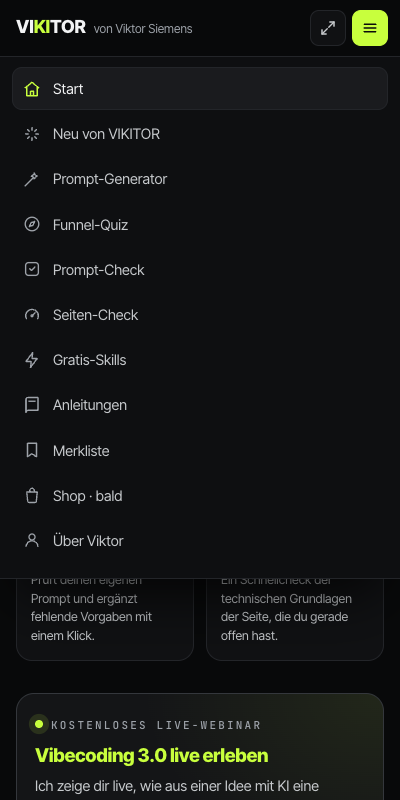 VIKITOR von Viktor Siemens
Start
Neu von VIKITOR
Prompt-Generator
Funnel-Quiz
Prompt-Check
Seiten-Check
Gratis-Skills
Anleitungen
Merkliste
Shop · bald
Über Viktor
Prüft deinen eigenen
Prompt und ergänzt
fehlende Vorgaben mit
einem Klick.
Ein Schnellcheck der
technischen Grundlagen
der Seite, die du gerade
offen hast.
KOSTENLOSES LIVE-WEBINAR
Vibecoding 3.0 live erleben
Ich zeige dir live, wie aus einer Idee mit KI eine